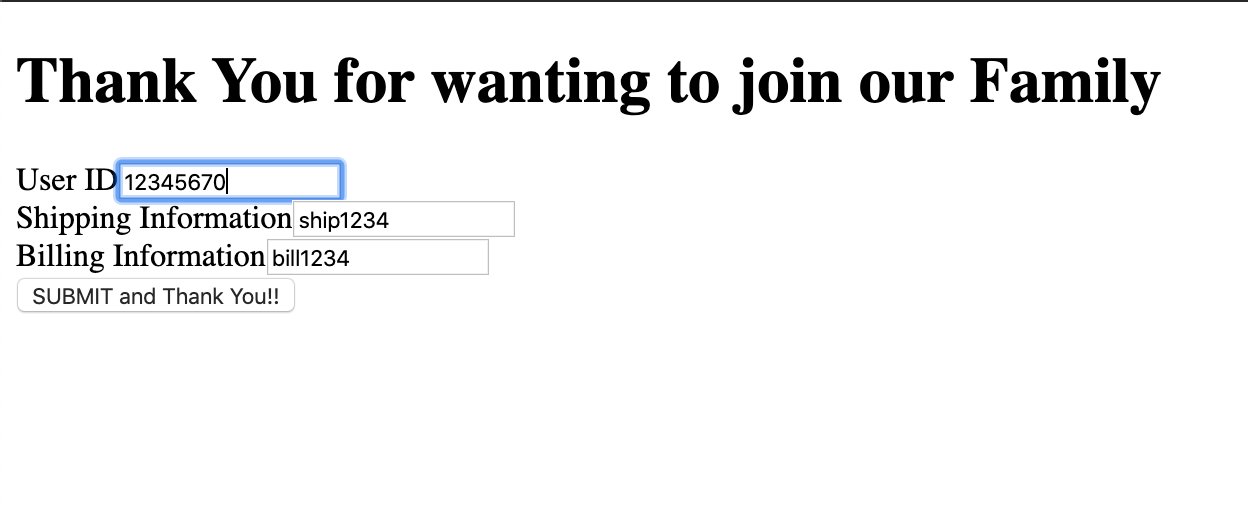 Thank You for wanting to join our Family
User ID 12345670
Shipping Information ship1234
Billing Information bill1234
SUBMIT and Thank You!!